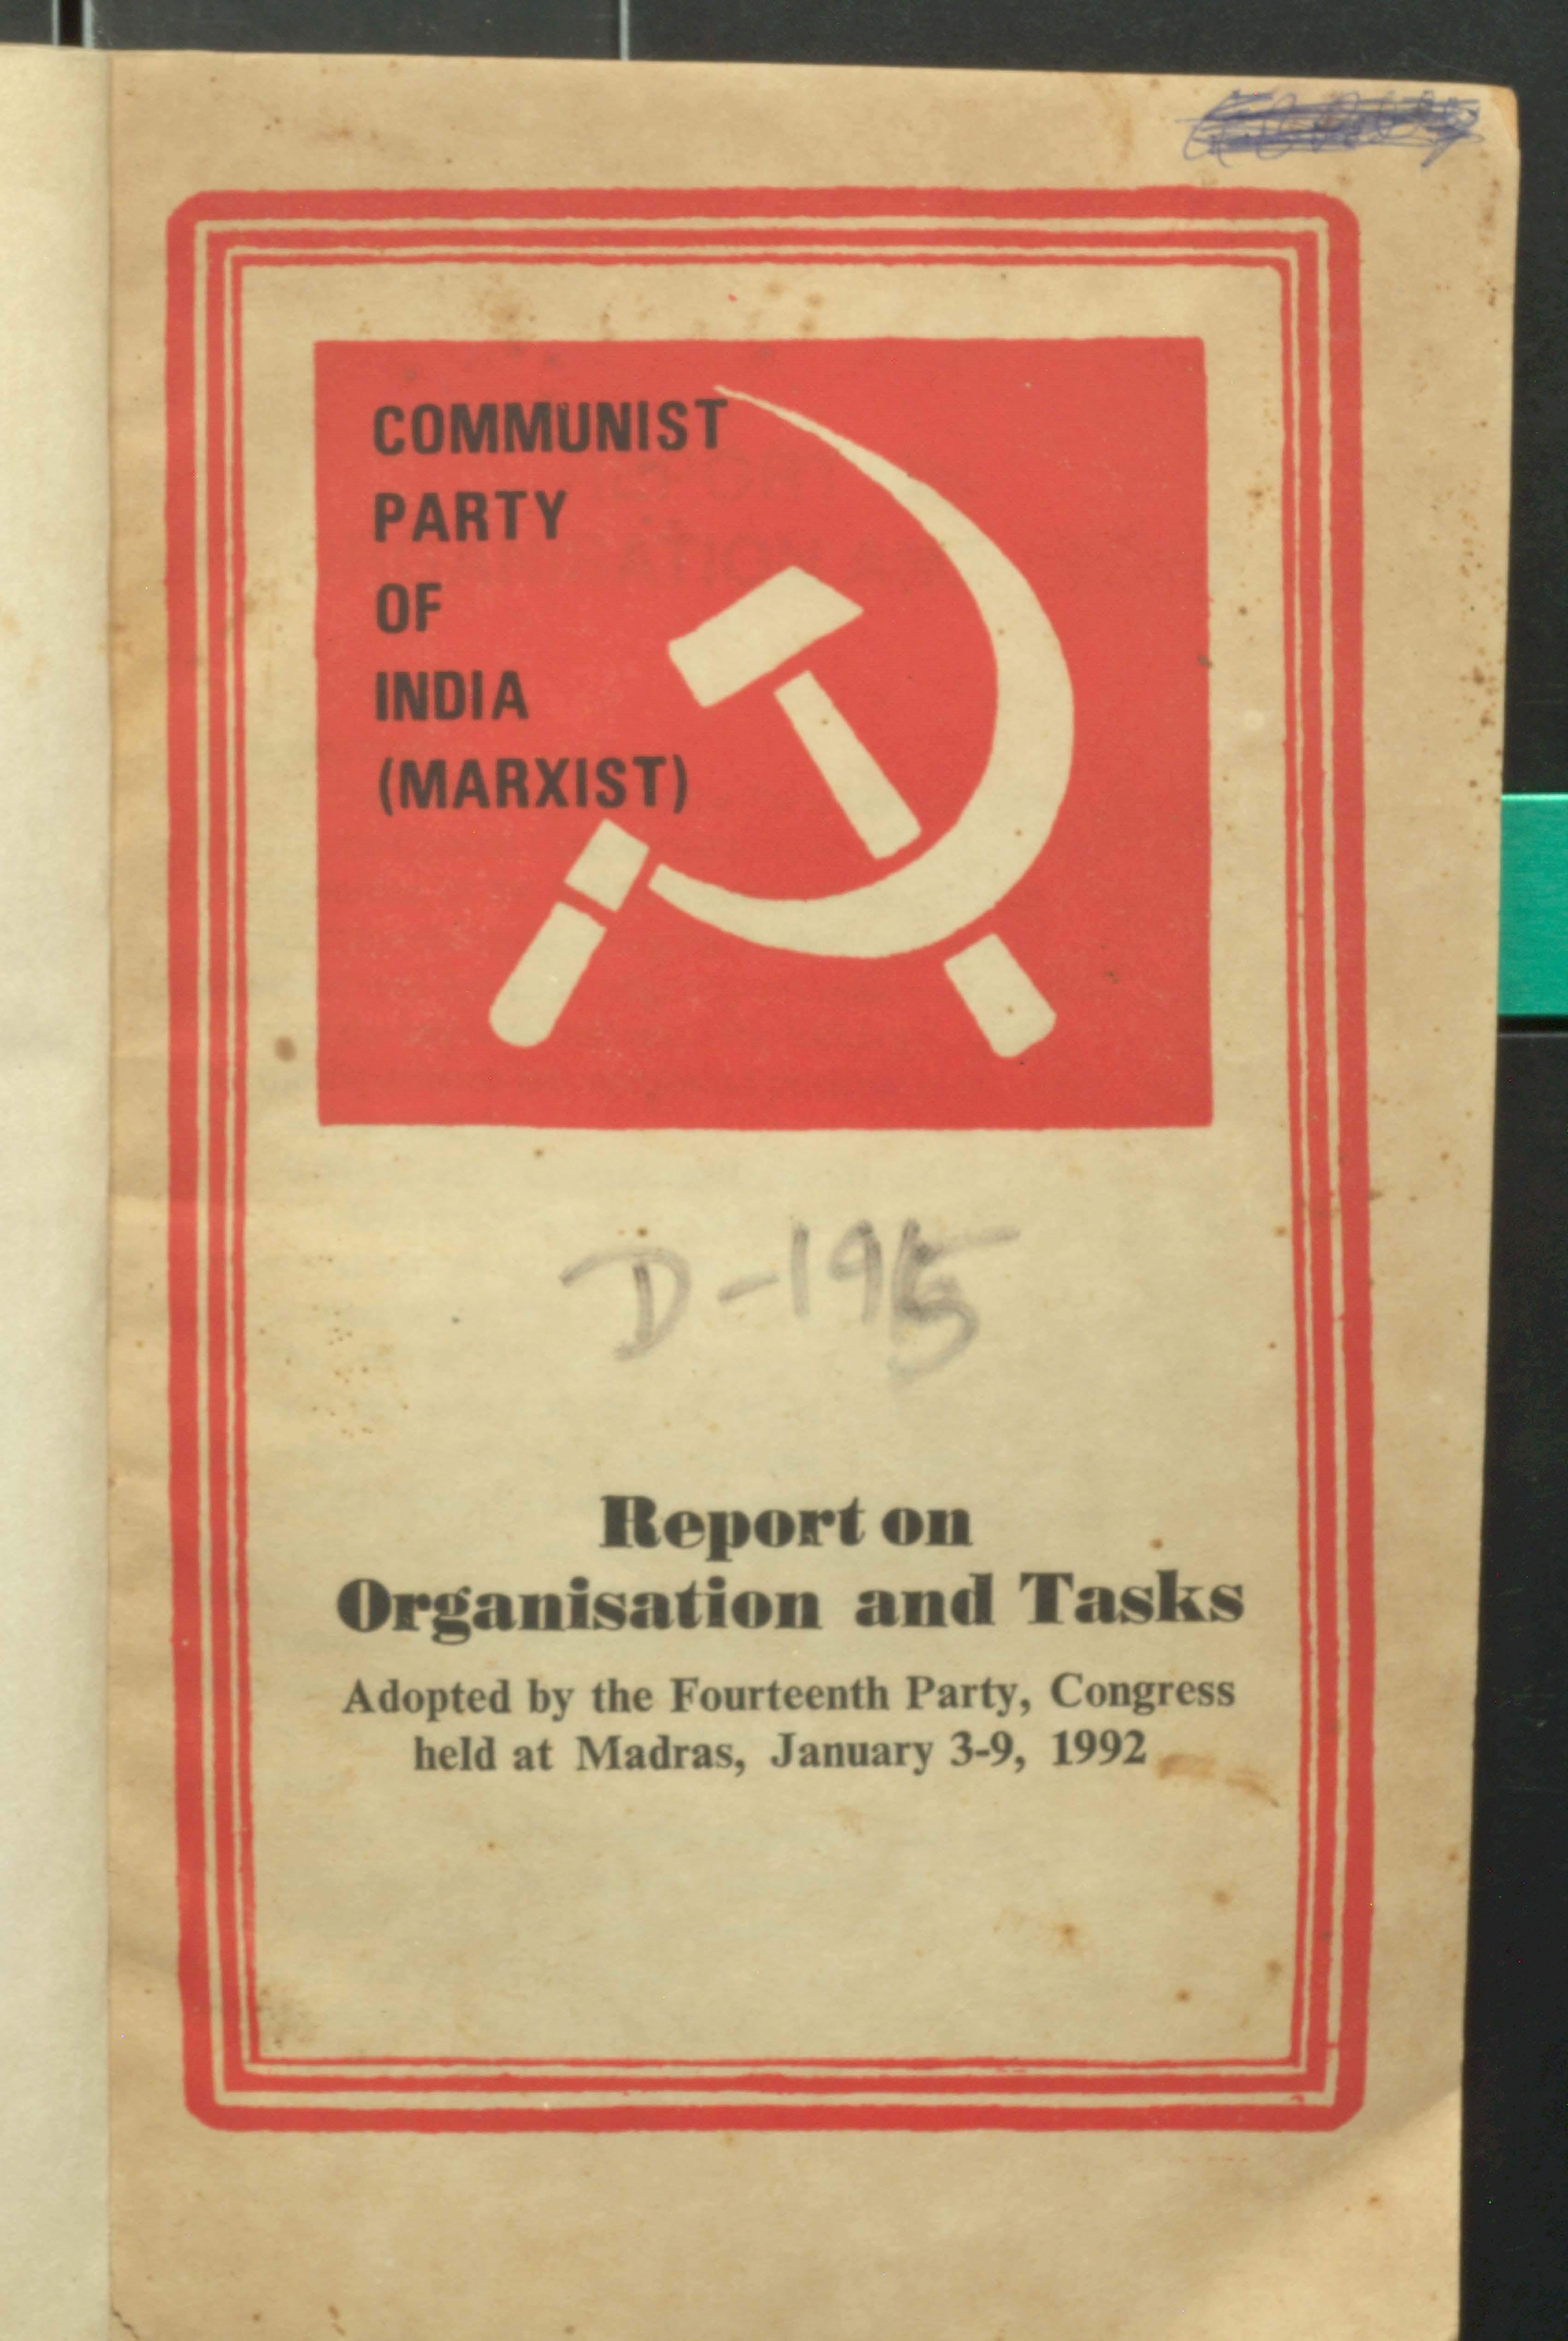 COMMUNIST
PARTY
OF
INDIA
(MARXIST)
D-195
Report on
Organisation and Tasks
Adopted by the Fourteenth Party, Congress
held at Madras, January 3-9, 1992